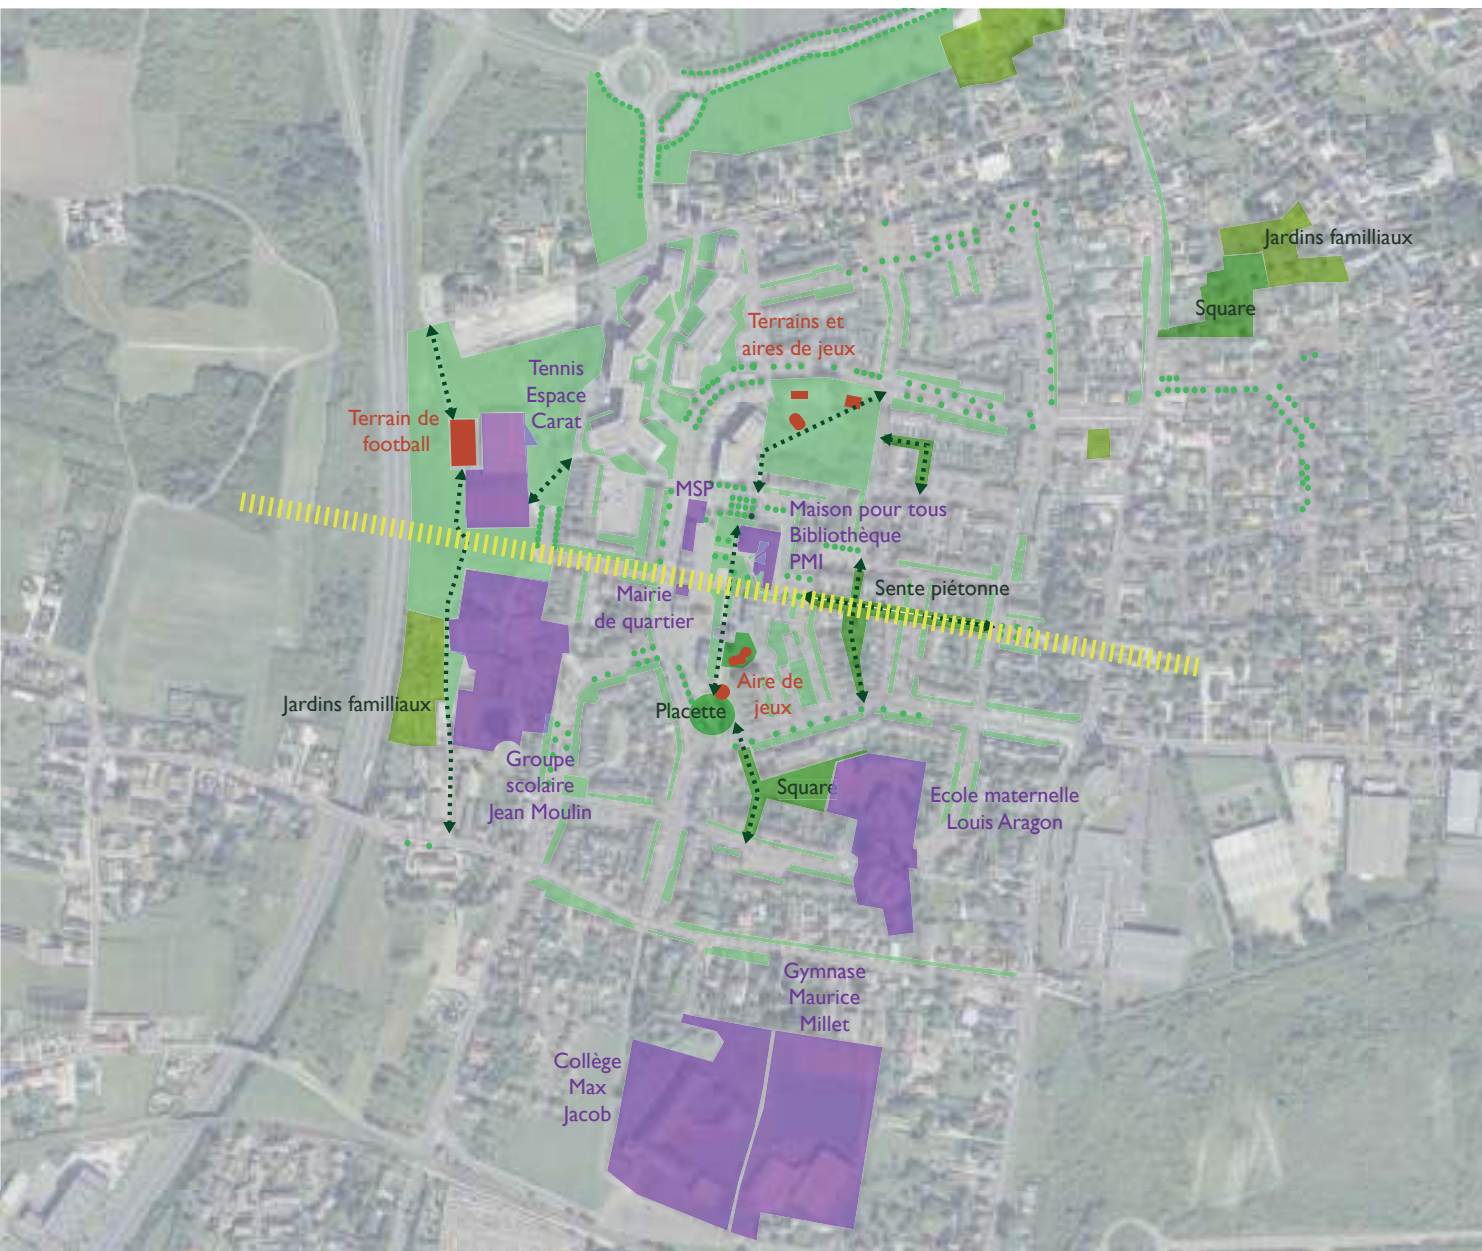 Jardins familliaux
Square
Terrains et
aires de jeux
Tennis
Espace
Carat
Terrain de
football
MSP
Maison pour tous
Bibliothèque
PMI
Sente piétonne
Mairie
de quartier
Aire de
jeux
Placette
Jardins familliaux
Groupe
scolaire
Jean Moulin
Square
Ecole maternelle
Louis Aragon
Gymnase
Maurice
Millet
Collège
Max
Jacob